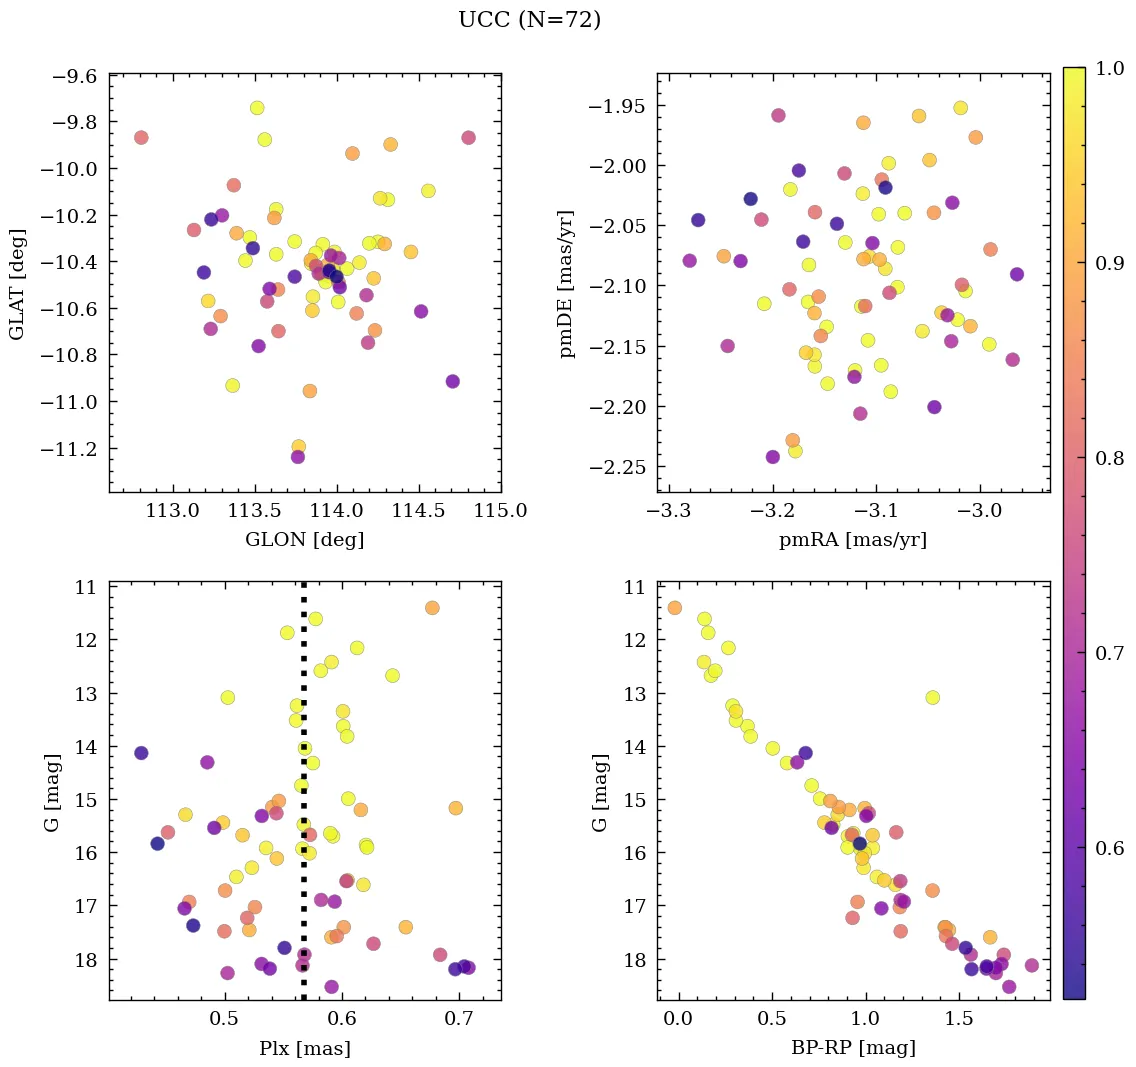 UCC (N=72)
−9.6
−9.8
−10.0
−10.2
−10.4
−10.6
−10.8
−11.0
−11.2
GLAT [deg]
113.0 113.5 114.0 114.5 115.0
GLON [deg]
−1.95
−2.00
−2.05
−2.10
−2.15
−2.20
−2.25
pmDE [mas/yr]
−3.3 −3.2 −3.1 −3.0
pmRA [mas/yr]
1.0
0.9
0.8
0.7
0.6
11
12
13
14
15
16
17
18
G [mag]
0.5 0.6 0.7
Plx [mas]
11
12
13
14
15
16
17
18
G [mag]
0.0 0.5 1.0 1.5
BP-RP [mag]